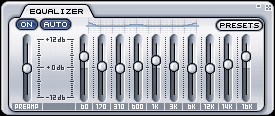 EQUALIZER
ON AUTO PRESETS
+12 db
+0 db
-12 db
PREAMP 60 170 310 600 1K 3K 6K 12K 14K 16K